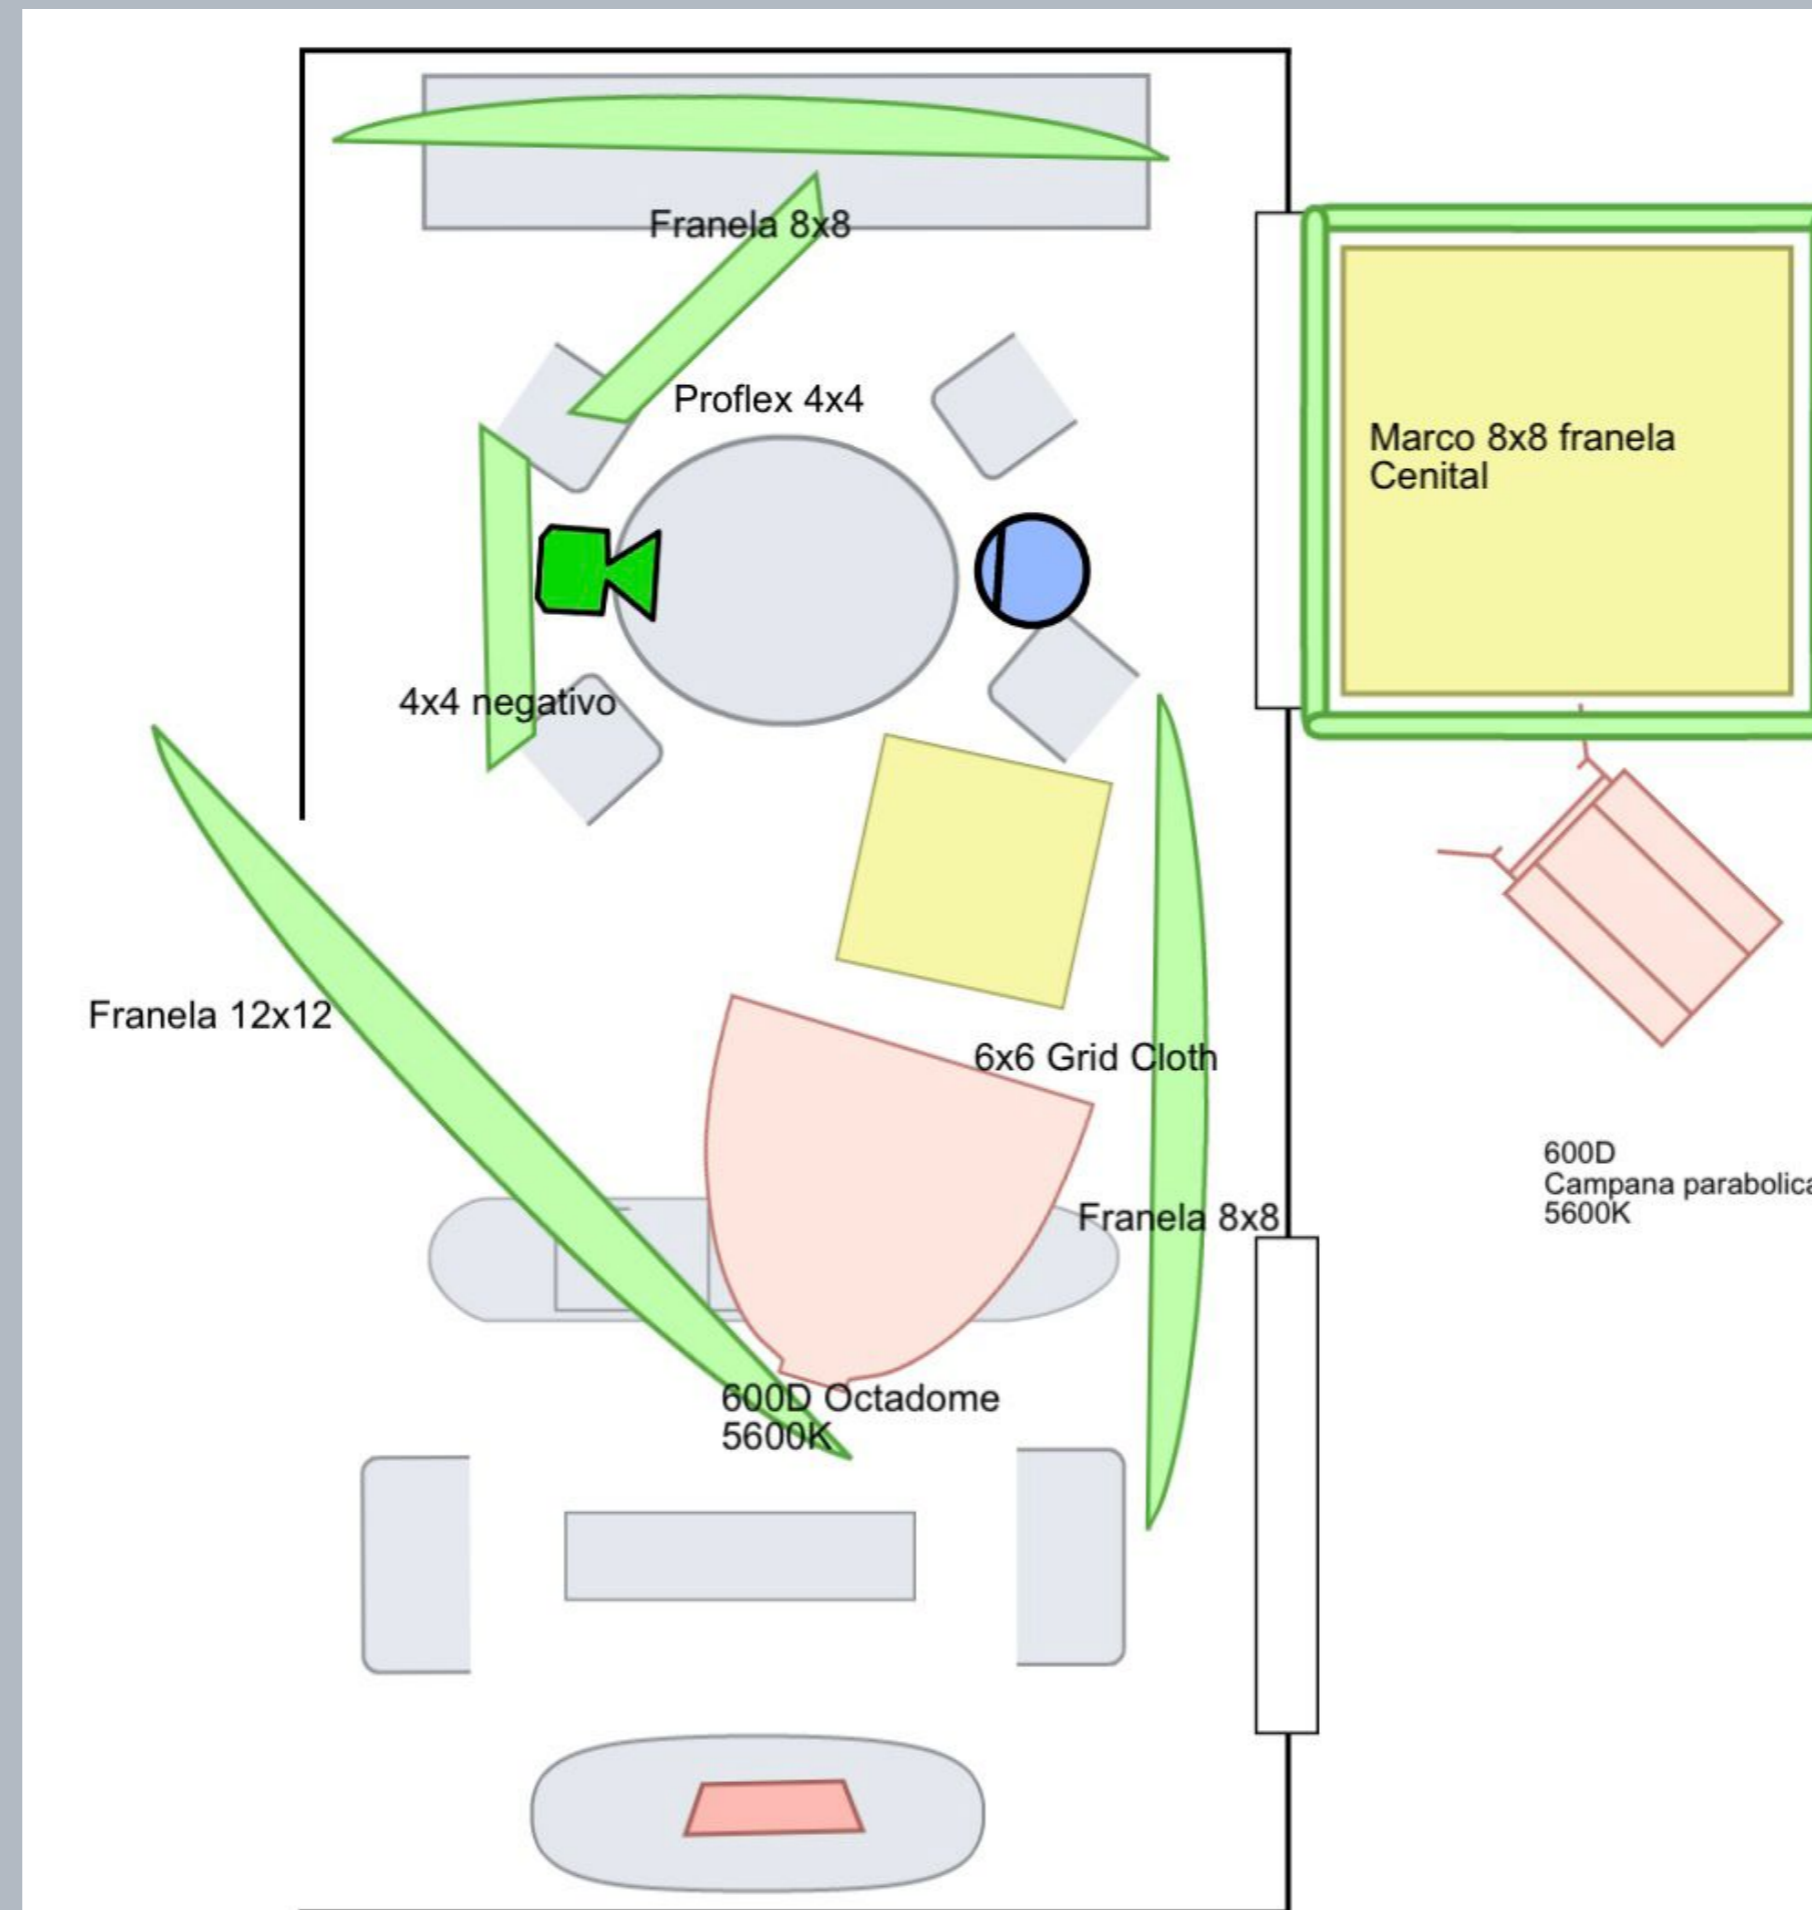 Franela 8x8
Proflex 4x4
Marco 8x8 franela
Cenital
4x4 negativo
Franela 12x12
6x6 Grid Cloth
600D
Campana parabolica
5600K
Franela 8x8
600D Octadome
5600K